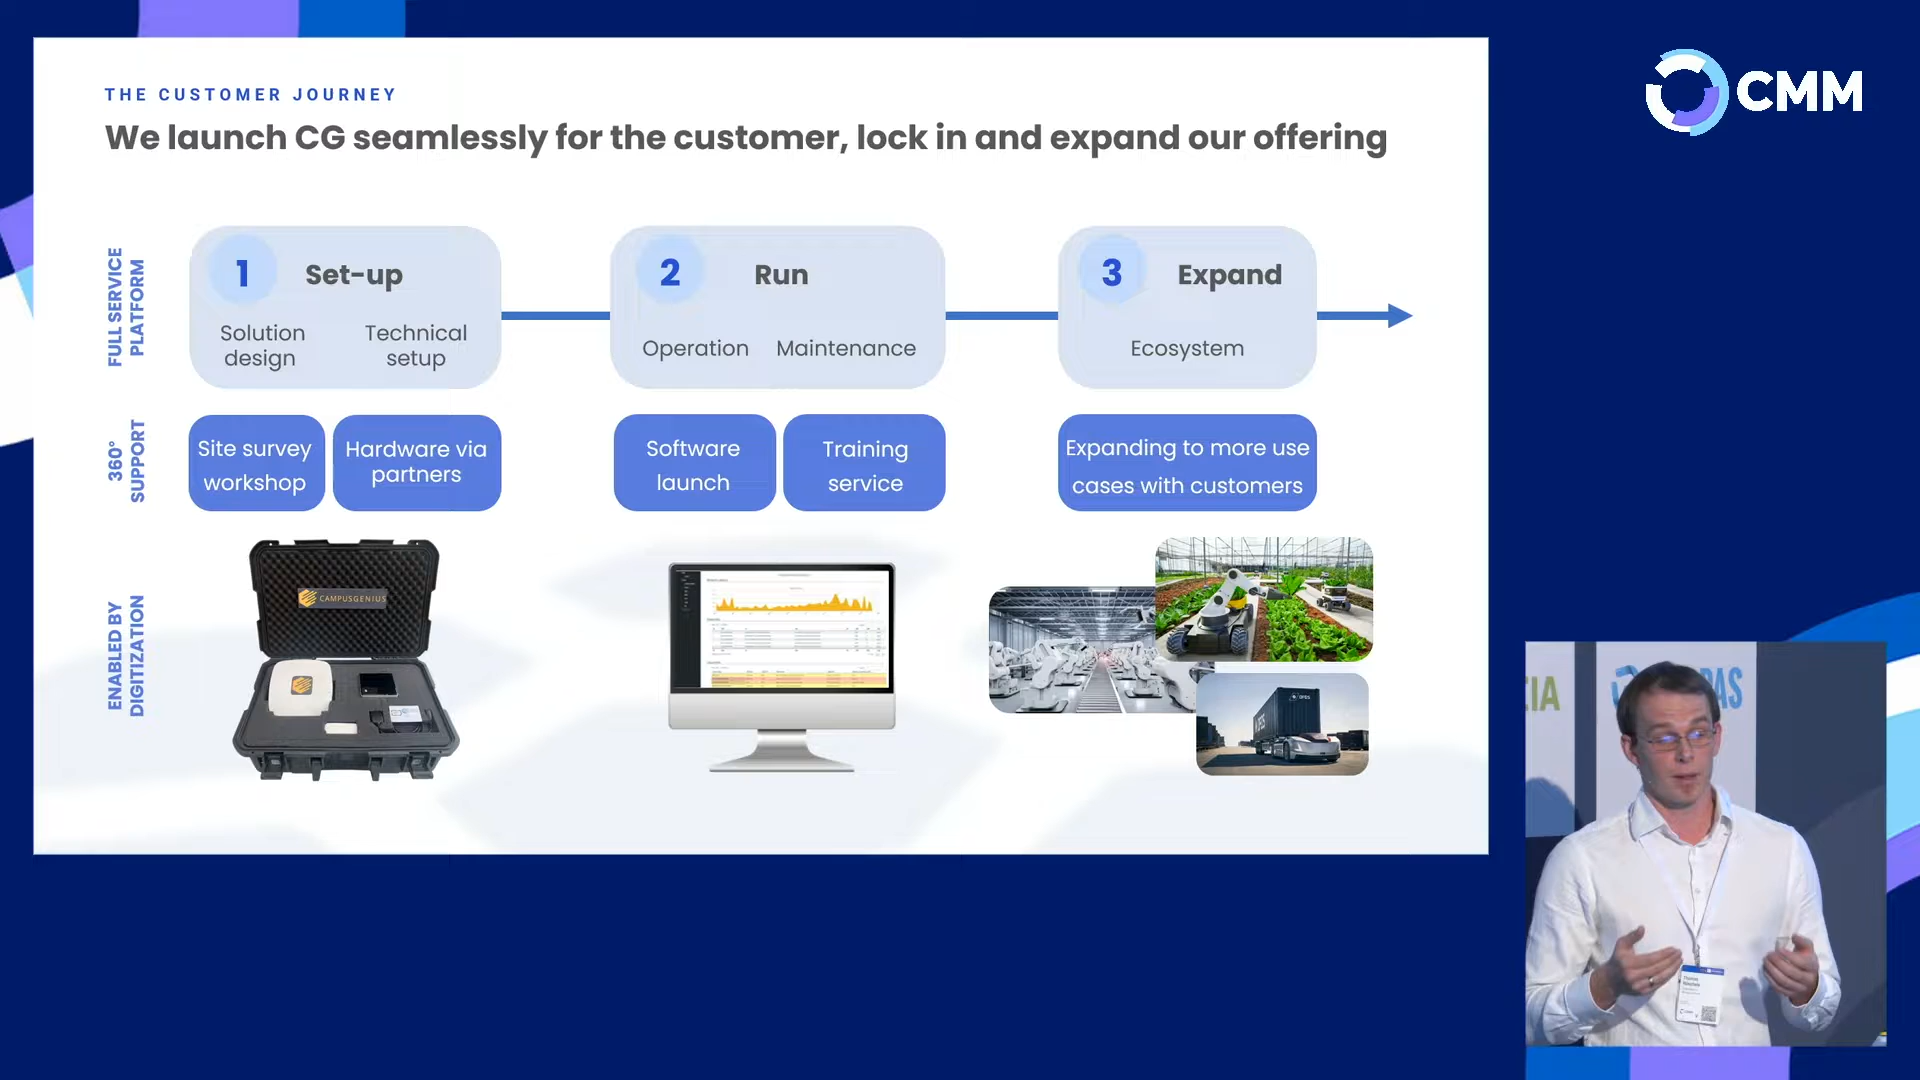 THE CUSTOMER JOURNEY
We launch CG seamlessly for the customer, lock in and expand our offering
CMM
FULL SERVICE
PLATFORM
1
Set-up
Solution
design
Technical
setup
2
Run
Operation
Maintenance
3
Expand
Ecosystem
360°
SUPPORT
Site survey
workshop
Hardware via
partners
Software
launch
Training
service
Expanding to more use
cases with customers
ENABLED BY
DIGITIZATION
CAMPUSGENIUS
CIA
AS
Thomas